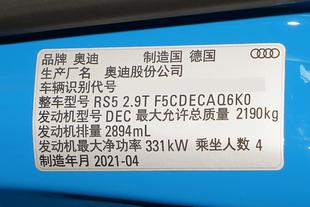 品牌 奥迪 制造国 德国
生产厂名 奥迪股份公司
车辆识别代号
整车型号 RS5 2.9T F5CDECAQ6K0
发动机型号 DEC 最大允许总质量 2190kg
发动机排量 2894mL
发动机最大净功率 331kW 乘坐人数 4
制造年月 2021-04